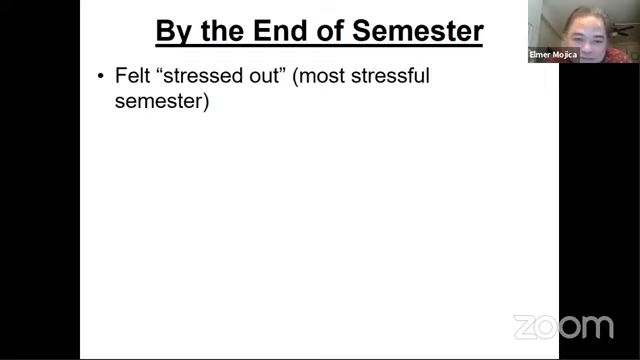 By the End of Semester
Elmer Mojica
• Felt “stressed out” (most stressful
semester)
zoom